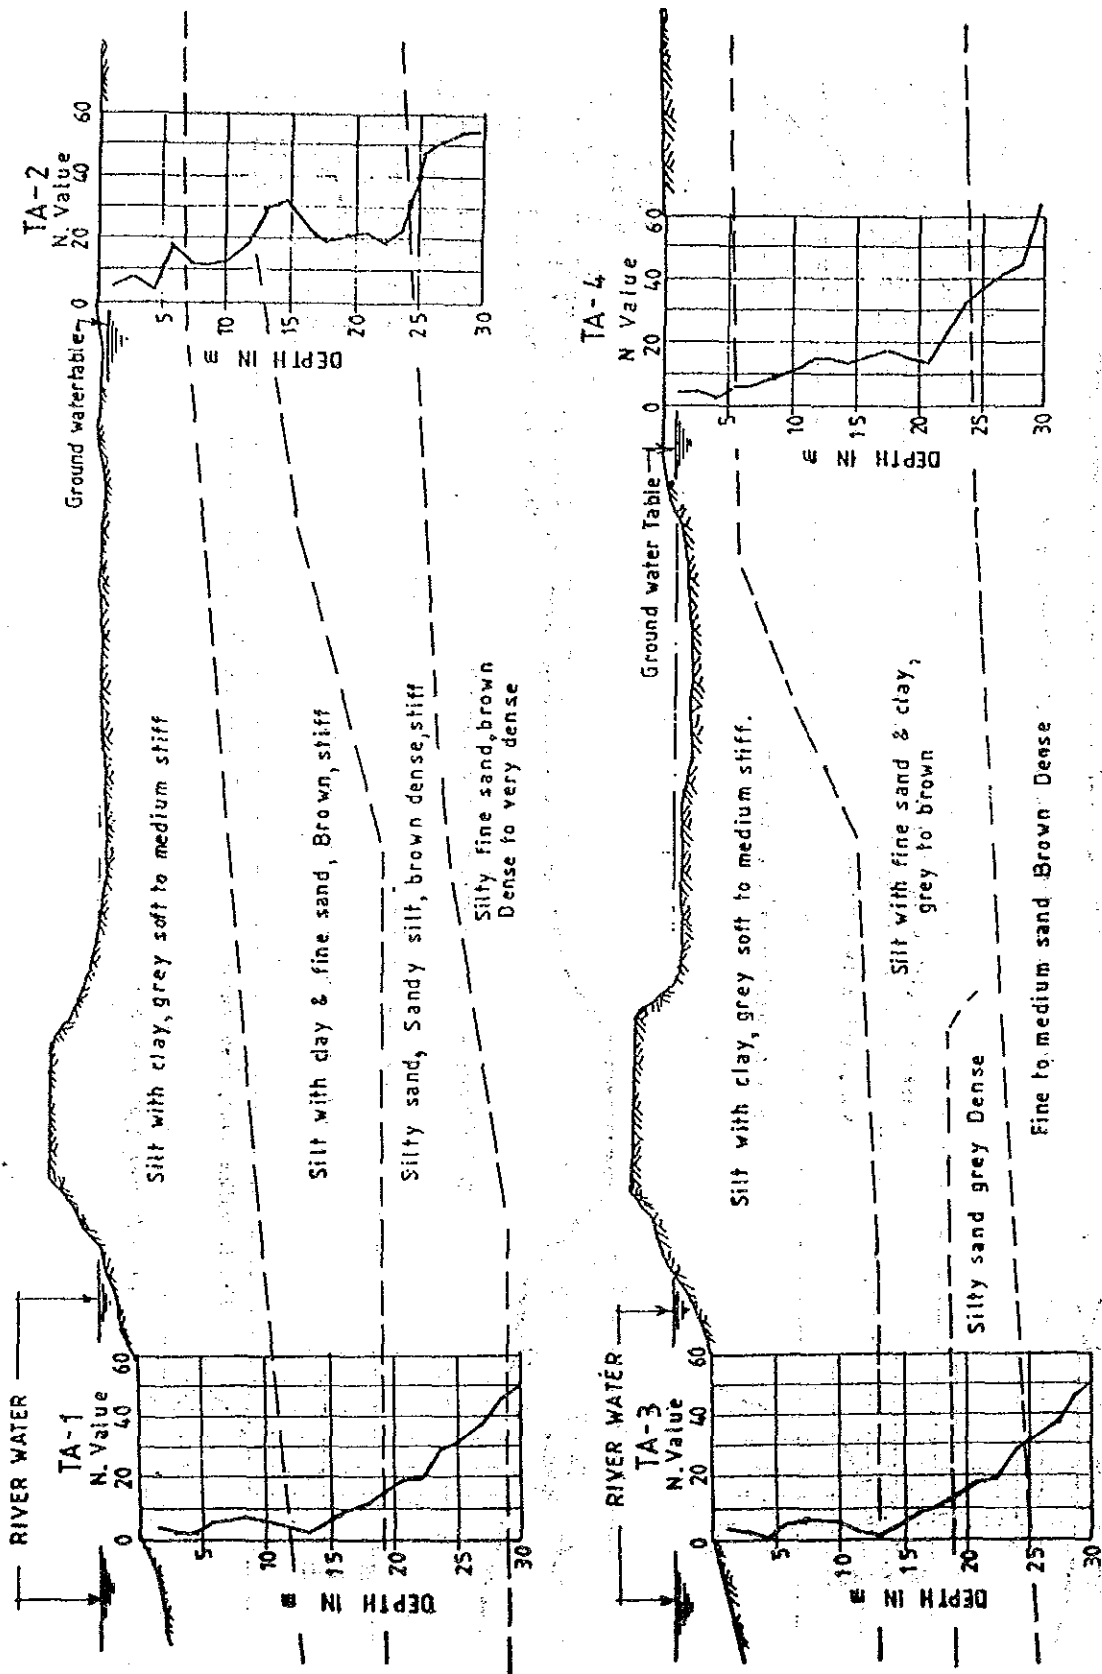 RIVER WATER
TA-1
N. Value
0 20 40 60
5
10
15
20
25
30
DEPTH IN m
Ground watertable
TA-2
N. Value
0 20 40 60
5
10
15
20
25
30
DEPTH IN m
Silt with clay, grey soft to medium stiff
Silt with clay & fine sand, Brown, stiff
Silty sand, Sandy silt, brown dense, stiff
Silty fine sand, brown
Dense to very dense
RIVER WATER
TA-3
N. Value
0 20 40 60
5
10
15
20
25
30
DEPTH IN m
Ground water Table
TA-4
N Value
0 20 40 60
5
10
15
20
25
30
DEPTH IN m
Silt with clay, grey soft to medium stiff.
Silt with fine sand & clay,
grey to brown
Silty sand grey Dense
Fine to medium sand Brown Dense